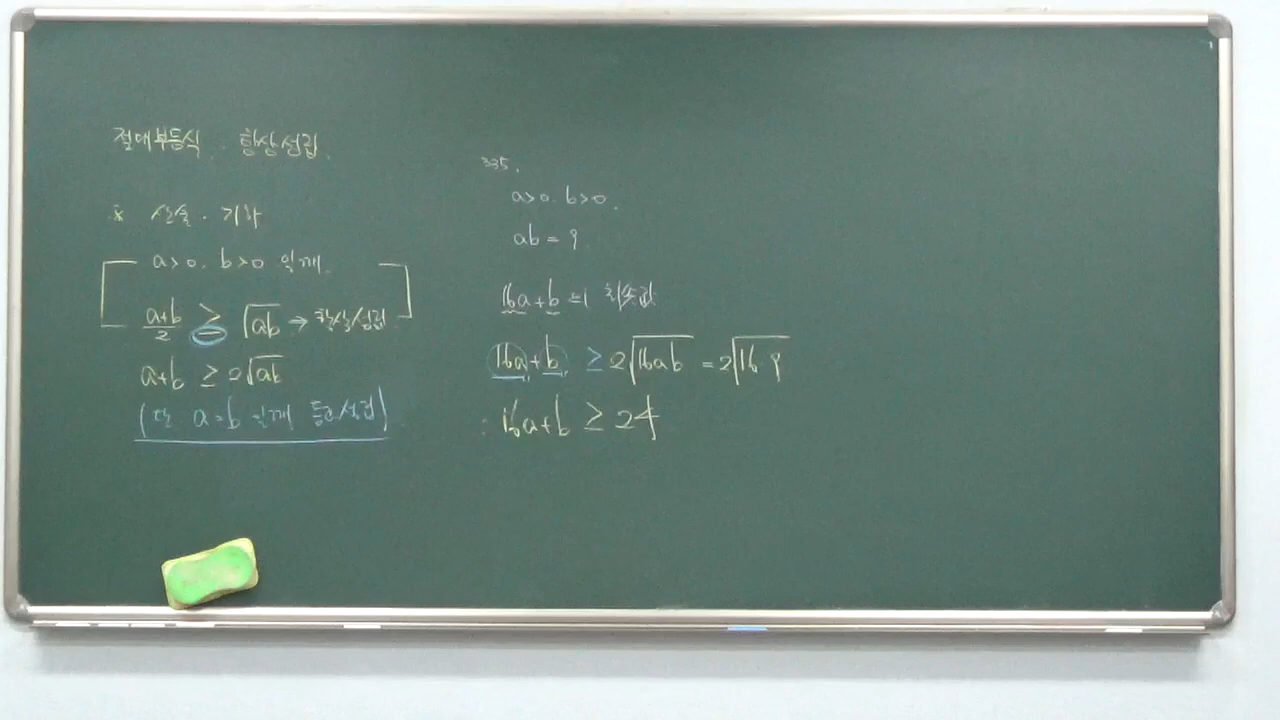 절대부등식. 항상성립.
※ 산술. 기하
a>0. b>0 일때.
a+b/2 ≥ √ab → 항상성립
a+b ≥ 2√ab
(단 a=b 일때 등호성립)
335.
a>0. b>0.
ab = 9
16a+b의 최솟값
16a+b ≥ 2√16ab = 2√16·9
∴ 16a+b ≥ 24